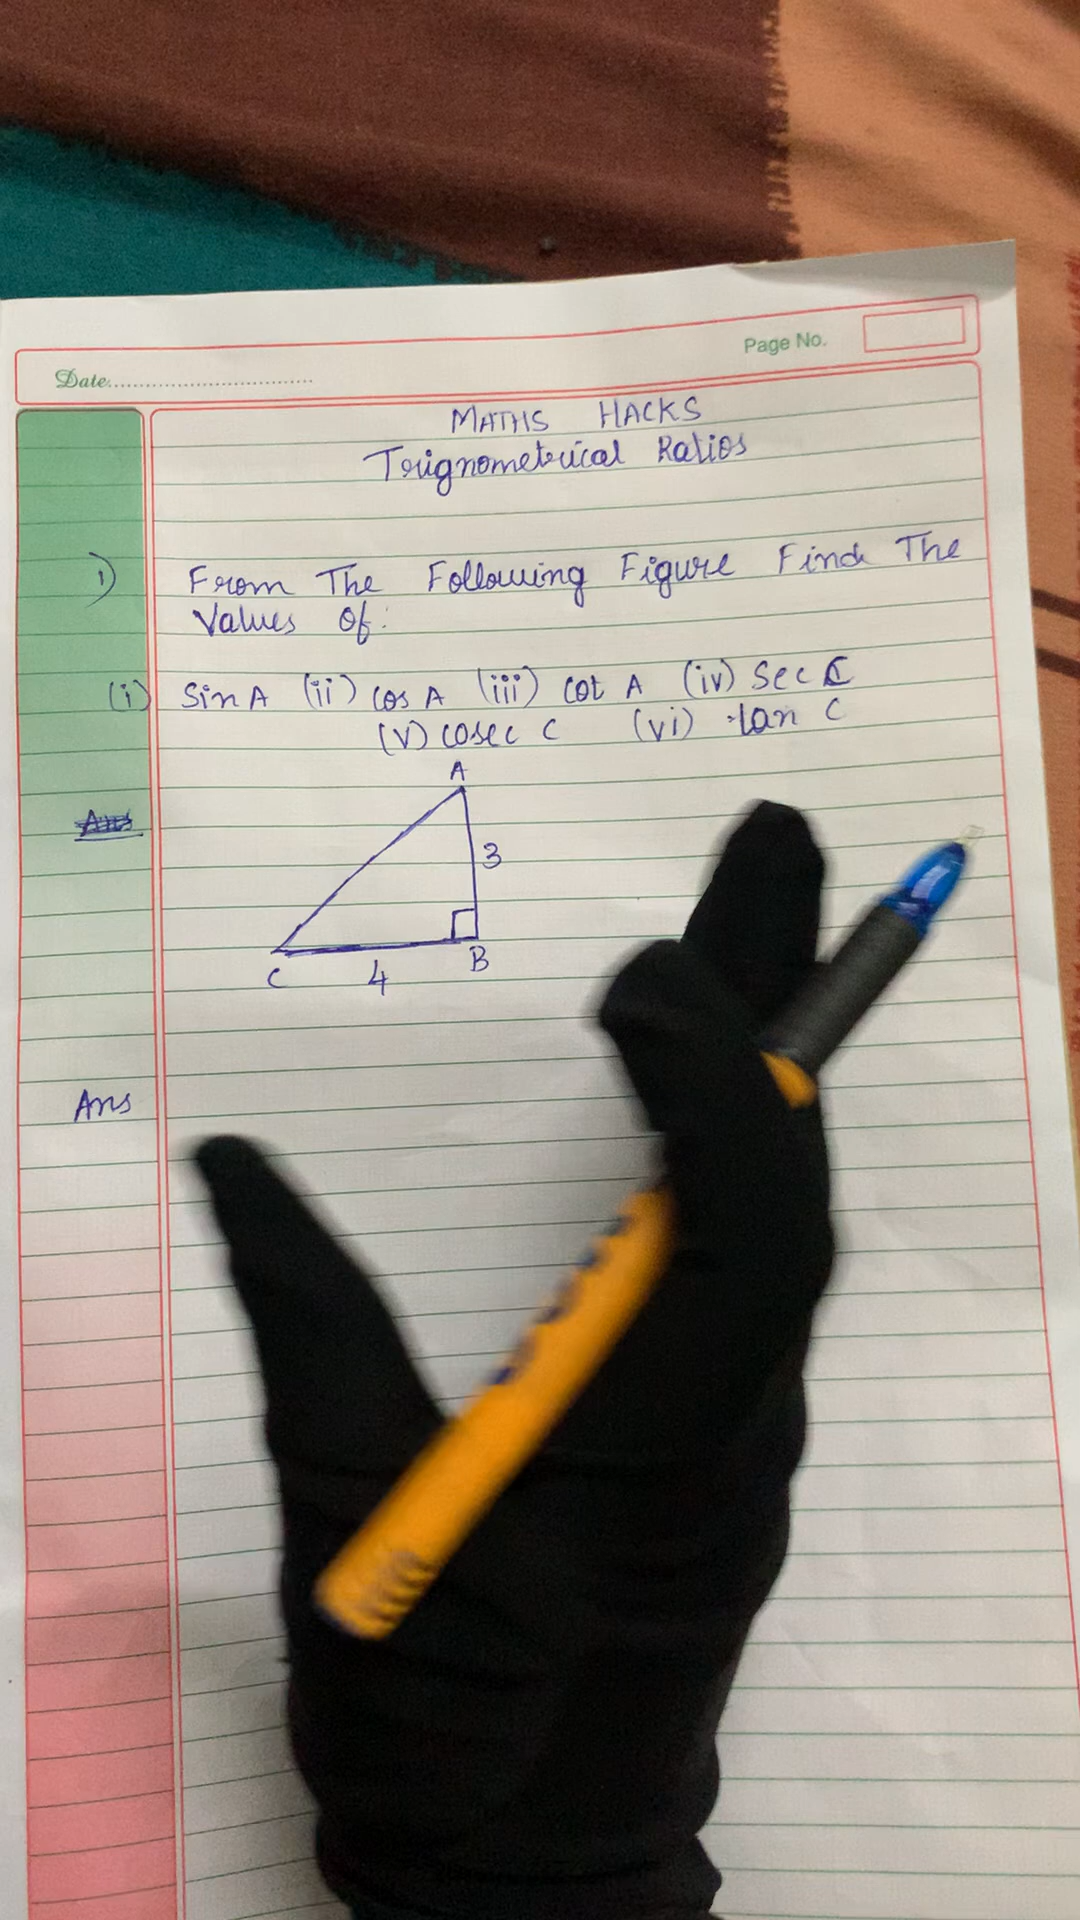 Page No.
Date
MATHS HACKS
Trignometrical Ratios
1) From The Following Figure Find The
Values Of:
(i) Sin A (ii) cos A (iii) cot A (iv) Sec C
(v) cosec C (vi) tan C
A
Ans
3
C 4 B
Ans